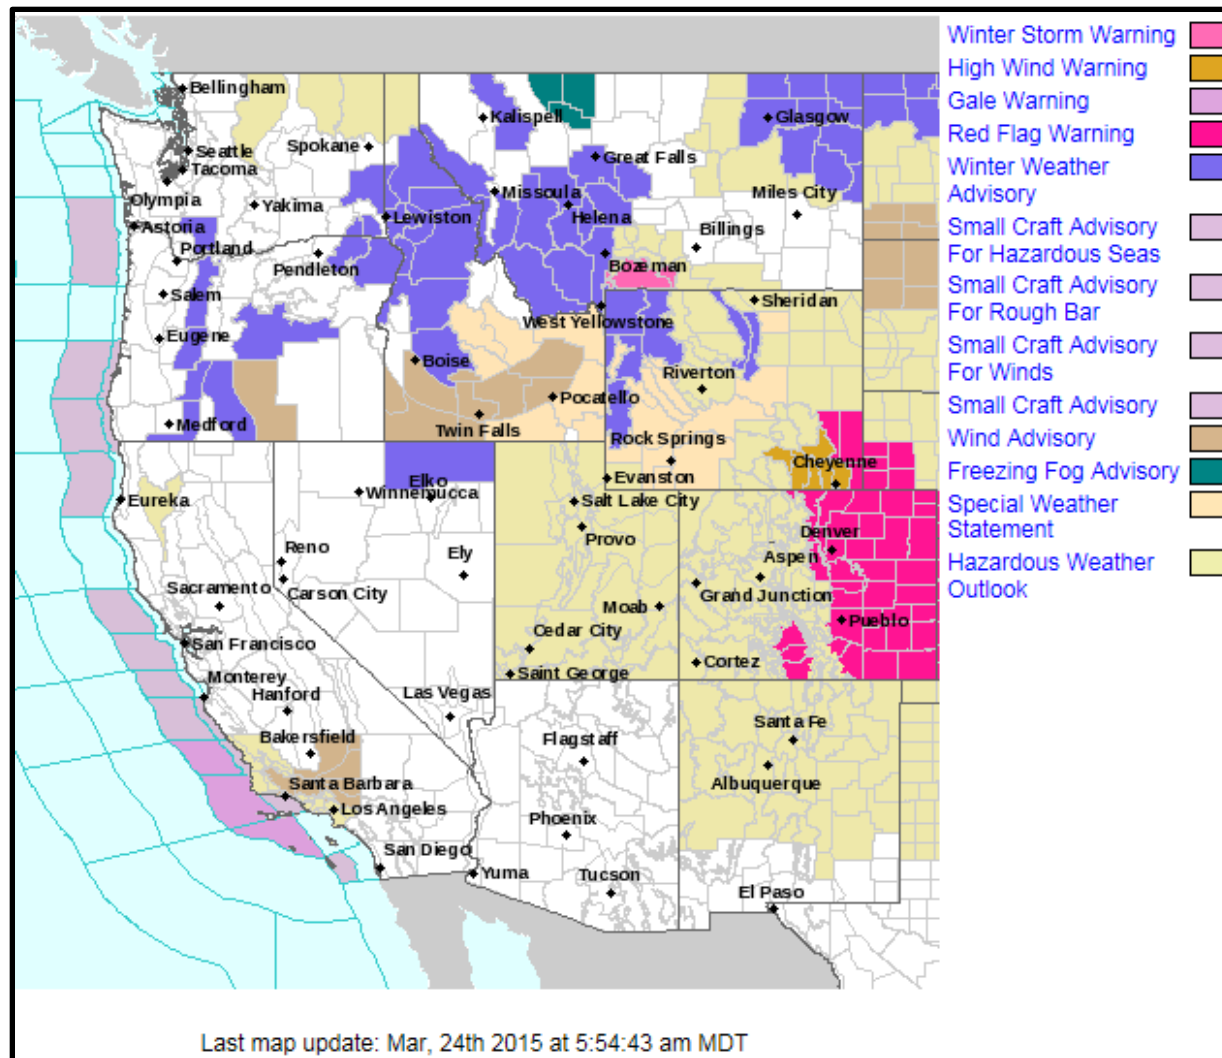 Bellingham
Seattle
Tacoma
Olympia
Spokane
Yakima
Astoria
Portland
Pendleton
Lewiston
Salem
Eugene
Medford
Kalispell
Great Falls
Glasgow
Missoula
Helena
Miles City
Billings
Bozeman
West Yellowstone
Sheridan
Boise
Pocatello
Twin Falls
Riverton
Rock Springs
Cheyenne
Evanston
Eureka
Winnemucca
Elko
Salt Lake City
Provo
Reno
Carson City
Ely
Sacramento
San Francisco
Moab
Cedar City
Saint George
Denver
Aspen
Grand Junction
Pueblo
Cortez
Monterey
Hanford
Las Vegas
Bakersfield
Santa Barbara
Los Angeles
San Diego
Flagstaff
Phoenix
Yuma
Tucson
Santa Fe
Albuquerque
El Paso
Winter Storm Warning
High Wind Warning
Gale Warning
Red Flag Warning
Winter Weather
Advisory
Small Craft Advisory
For Hazardous Seas
Small Craft Advisory
For Rough Bar
Small Craft Advisory
For Winds
Small Craft Advisory
Wind Advisory
Freezing Fog Advisory
Special Weather
Statement
Hazardous Weather
Outlook
Last map update: Mar, 24th 2015 at 5:54:43 am MDT